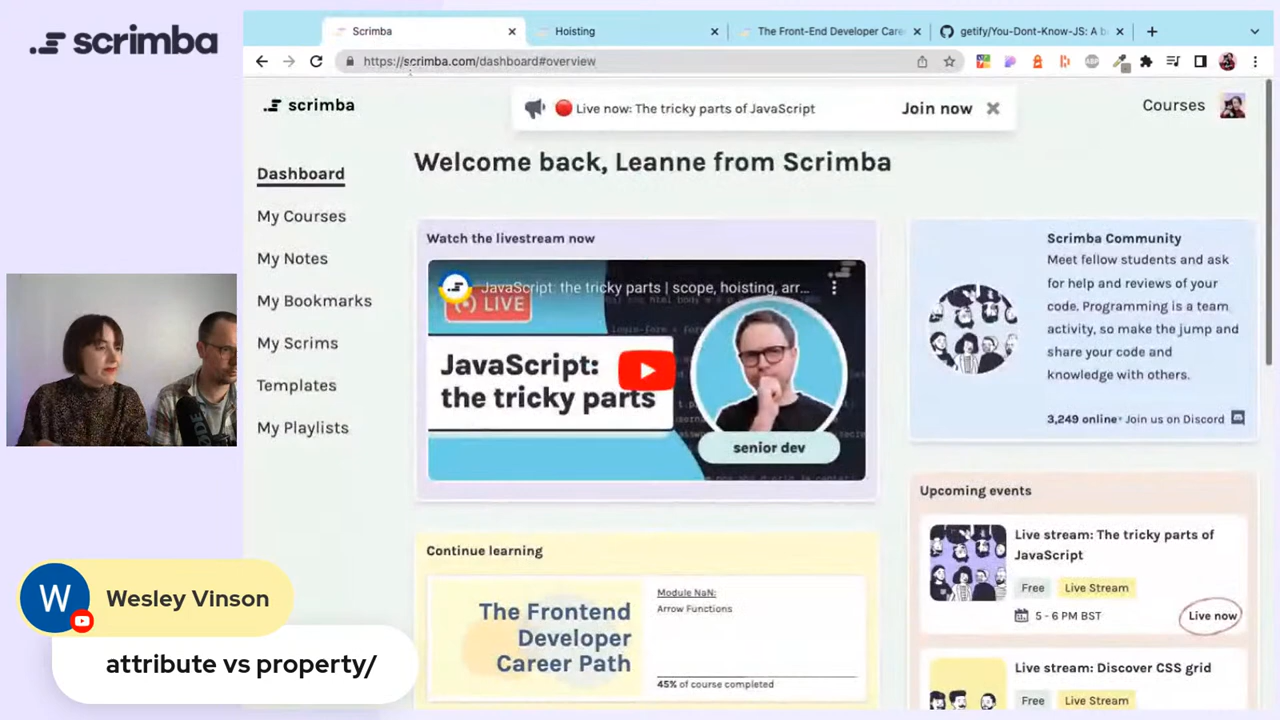 scrimba
Scrimba
Hoisting
The Front-End Developer Care
getify/You-Dont-Know-JS: A b
https://scrimba.com/dashboard#overview
scrimba
Live now: The tricky parts of JavaScript
Join now
Courses
Welcome back, Leanne from Scrimba
Dashboard
My Courses
My Notes
My Bookmarks
My Scrims
Templates
My Playlists
Watch the livestream now
JavaScript: the tricky parts | scope, hoisting, arr...
LIVE
JavaScript:
the tricky parts
senior dev
Scrimba Community
Meet fellow students and ask
for help and reviews of your
code. Programming is a team
activity, so make the jump and
share your code and
knowledge with others.
3,249 online • Join us on Discord
Continue learning
The Frontend
Developer
Career Path
Module NaN:
Arrow Functions
45% of course completed
Upcoming events
Live stream: The tricky parts of
JavaScript
Free
Live Stream
5 - 6 PM BST
Live now
Live stream: Discover CSS grid
Free
Live Stream
W
Wesley Vinson
attribute vs property/